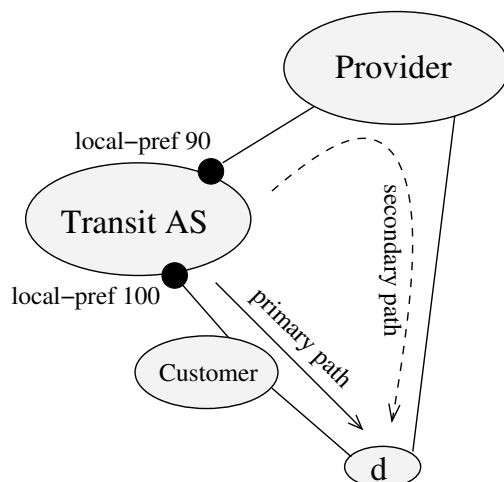 Provider
local−pref 90
Transit AS
secondary path
local−pref 100
primary path
Customer
d